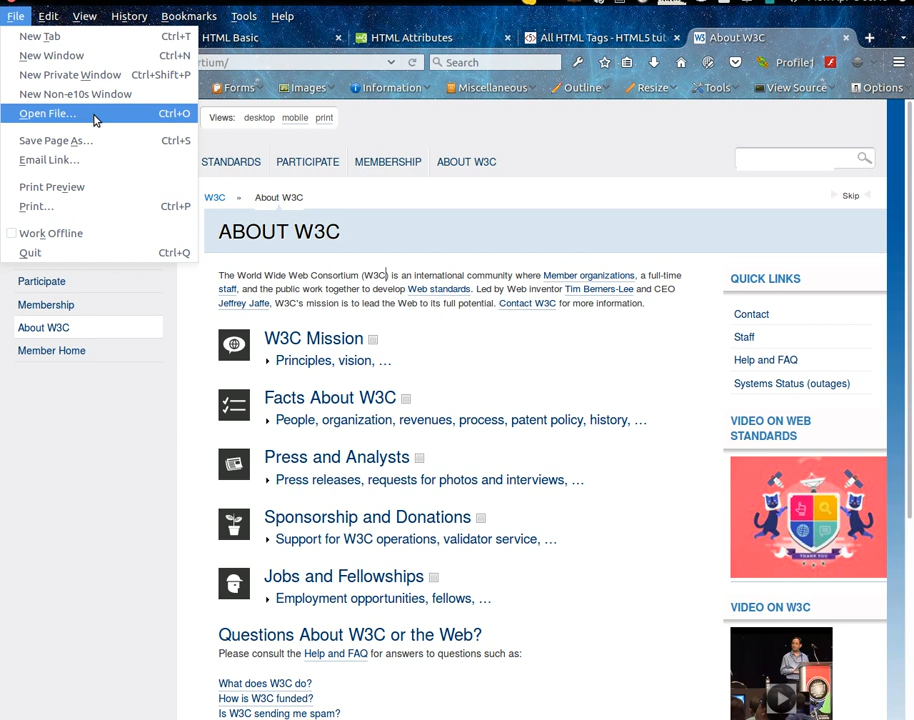 File Edit View History Bookmarks Tools Help
New Tab Ctrl+T
New Window Ctrl+N
New Private Window Ctrl+Shift+P
New Non-e10s Window
Open File... Ctrl+O
Save Page As... Ctrl+S
Email Link...
Print Preview
Print... Ctrl+P
Work Offline
Quit Ctrl+Q
HTML Basic
HTML Attributes
All HTML Tags - HTML5 tut
W3C About W3C
rtium/
Search
Profile1
Forms Images Information Miscellaneous Outline Resize Tools View Source Options
Views: desktop mobile print
STANDARDS PARTICIPATE MEMBERSHIP ABOUT W3C
W3C » About W3C
Skip
ABOUT W3C
Participate
Membership
About W3C
Member Home
The World Wide Web Consortium (W3C) is an international community where Member organizations, a full-time
staff, and the public work together to develop Web standards. Led by Web inventor Tim Berners-Lee and CEO
Jeffrey Jaffe, W3C's mission is to lead the Web to its full potential. Contact W3C for more information.
W3C Mission
Principles, vision, ...
Facts About W3C
People, organization, revenues, process, patent policy, history, ...
Press and Analysts
Press releases, requests for photos and interviews, ...
Sponsorship and Donations
Support for W3C operations, validator service, ...
Jobs and Fellowships
Employment opportunities, fellows, ...
Questions About W3C or the Web?
Please consult the Help and FAQ for answers to questions such as:
What does W3C do?
How is W3C funded?
Is W3C sending me spam?
QUICK LINKS
Contact
Staff
Help and FAQ
Systems Status (outages)
VIDEO ON WEB
STANDARDS
THANK YOU
VIDEO ON W3C